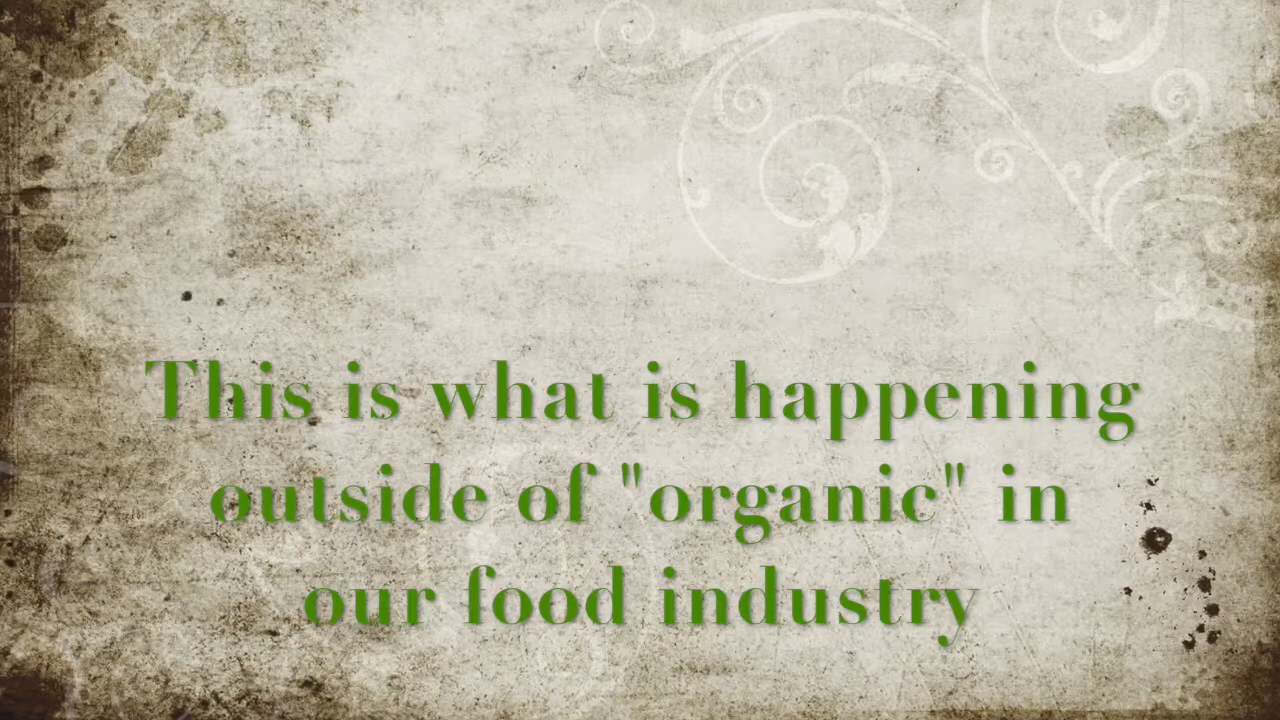 This is what is happening
outside of "organic" in
our food industry